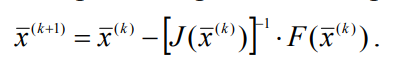 x̄⁽ᵏ⁺¹⁾ = x̄⁽ᵏ⁾ − [J(x̄⁽ᵏ⁾)]⁻¹ · F(x̄⁽ᵏ⁾).